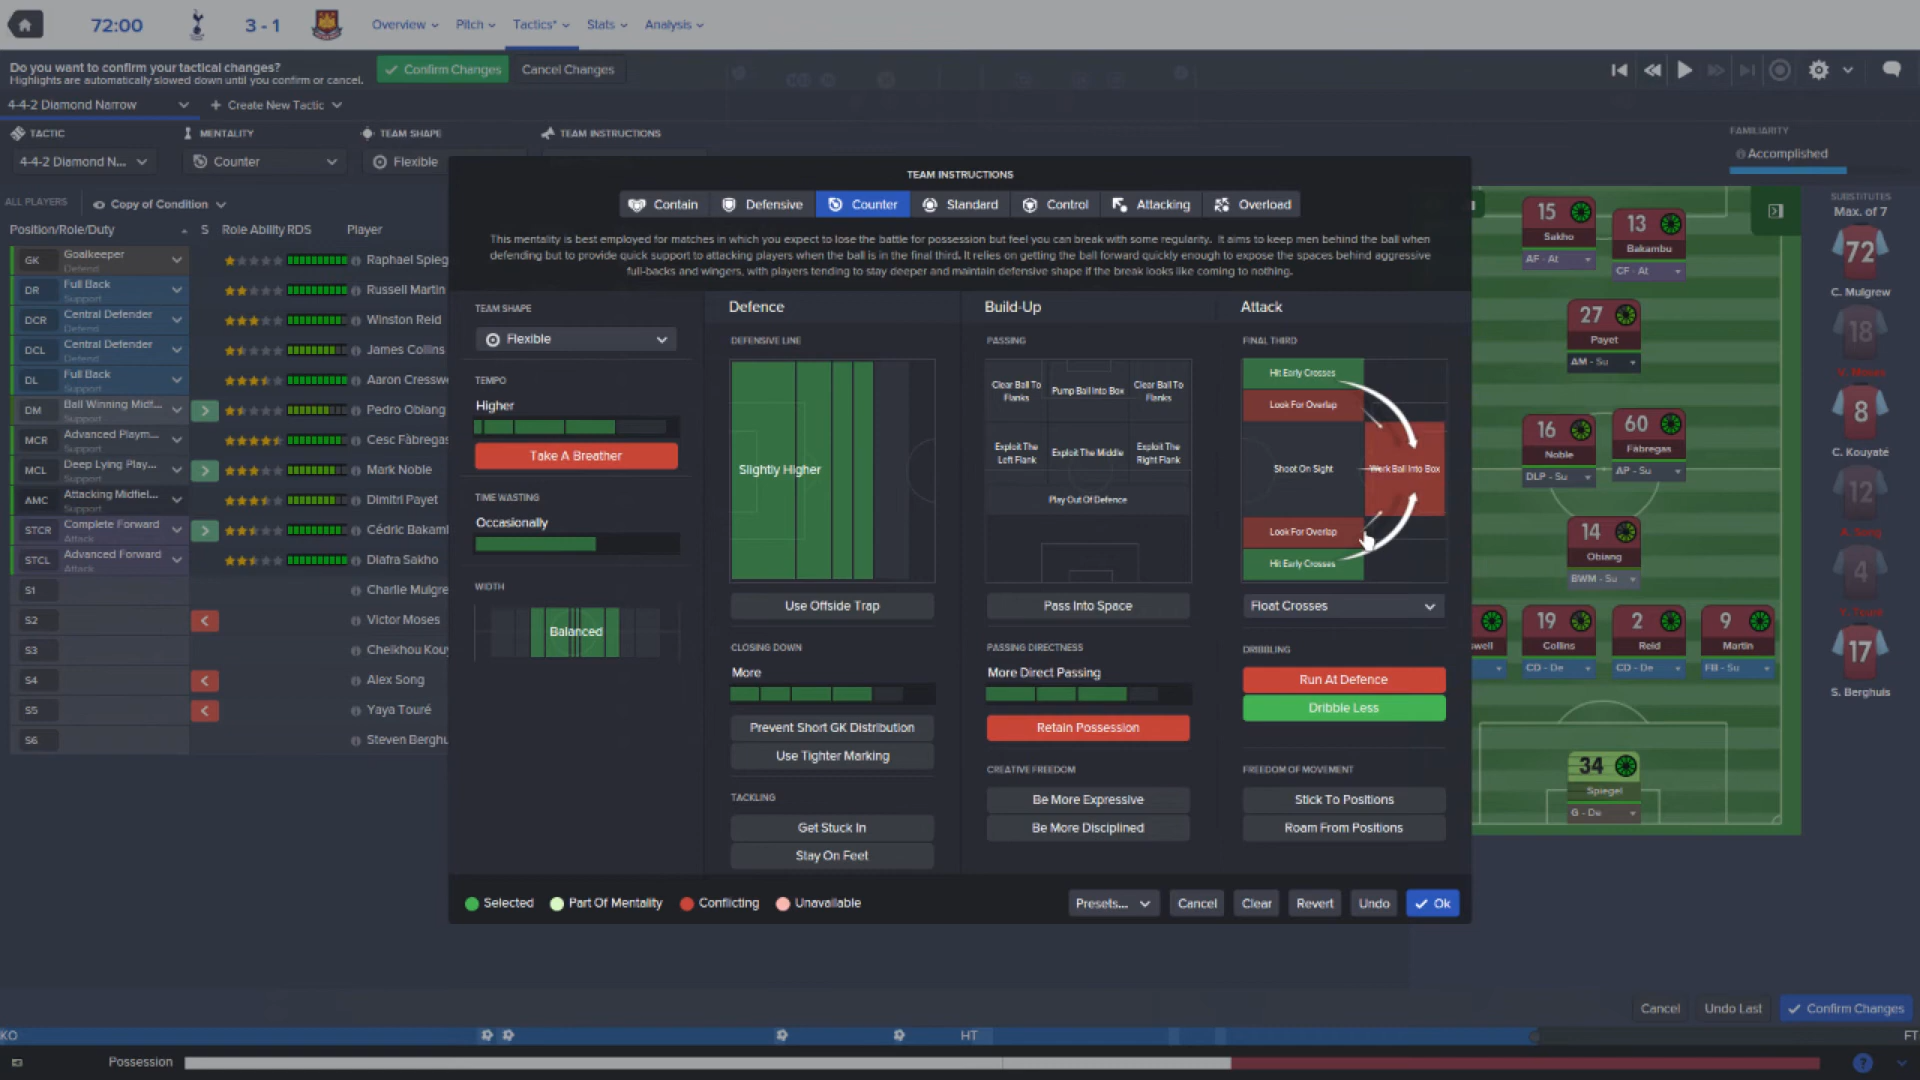 72:00
3 - 1
Overview
Pitch
Tactics*
Stats
Analysis
Do you want to confirm your tactical changes?
Highlights are automatically slowed down until you confirm or cancel.
Confirm Changes
Cancel Changes
4-4-2 Diamond Narrow
Create New Tactic
TACTIC
MENTALITY
TEAM SHAPE
TEAM INSTRUCTIONS
4-4-2 Diamond N...
Counter
Flexible
FAMILIARITY
Accomplished
ALL PLAYERS
Copy of Condition
Position/Role/Duty
S
Role Ability
RDS
Player
GK
Goalkeeper
Defend
Raphael Spieg
DR
Full Back
Support
Russell Martin
DCR
Central Defender
Defend
Winston Reid
DCL
Central Defender
Defend
James Collins
DL
Full Back
Support
Aaron Cresswe
DM
Ball Winning Midf...
Support
Pedro Obiang
MCR
Advanced Playm...
Support
Cesc Fàbregas
MCL
Deep Lying Play...
Support
Mark Noble
AMC
Attacking Midfiel...
Support
Dimitri Payet
STCR
Complete Forward
Attack
Cédric Bakamb
STCL
Advanced Forward
Attack
Diafra Sakho
S1
Charlie Mulgre
S2
Victor Moses
S3
Cheikhou Kouy
S4
Alex Song
S5
Yaya Touré
S6
Steven Berghu
TEAM INSTRUCTIONS
Contain
Defensive
Counter
Standard
Control
Attacking
Overload
This mentality is best employed for matches in which you expect to lose the battle for possession but feel you can break with some regularity. It aims to keep men behind the ball when
defending but to provide quick support to attacking players when the ball is in the final third. It relies on getting the ball forward quickly enough to expose the spaces behind aggressive
full-backs and wingers, with players tending to stay deeper and maintain defensive shape if the break looks like coming to nothing.
TEAM SHAPE
Flexible
TEMPO
Higher
Take A Breather
TIME WASTING
Occasionally
WIDTH
Balanced
Defence
DEFENSIVE LINE
Slightly Higher
Use Offside Trap
CLOSING DOWN
More
Prevent Short GK Distribution
Use Tighter Marking
TACKLING
Get Stuck In
Stay On Feet
Build-Up
PASSING
Clear Ball To
Flanks
Pump Ball Into Box
Clear Ball To
Flanks
Exploit The
Left Flank
Exploit The Middle
Exploit The
Right Flank
Play Out Of Defence
Pass Into Space
PASSING DIRECTNESS
More Direct Passing
Retain Possession
CREATIVE FREEDOM
Be More Expressive
Be More Disciplined
Attack
FINAL THIRD
Hit Early Crosses
Look For Overlap
Shoot On Sight
Work Ball Into Box
Look For Overlap
Hit Early Crosses
Float Crosses
DRIBBLING
Run At Defence
Dribble Less
FREEDOM OF MOVEMENT
Stick To Positions
Roam From Positions
Selected
Part Of Mentality
Conflicting
Unavailable
Presets...
Cancel
Clear
Revert
Undo
Ok
15
Sakho
AF - At
13
Bakambu
CF - At
27
Payet
AM - Su
16
Noble
DLP - Su
60
Fàbregas
AP - Su
14
Obiang
BWM - Su
swell
19
Collins
CD - De
2
Reid
CD - De
9
Martin
FB - Su
34
Spiegel
G - De
SUBSTITUTES
Max. of 7
72
C. Mulgrew
18
V. Moses
8
C. Kouyaté
12
A. Song
4
Y. Touré
17
S. Berghuis
Cancel
Undo Last
Confirm Changes
KO
HT
FT
Possession